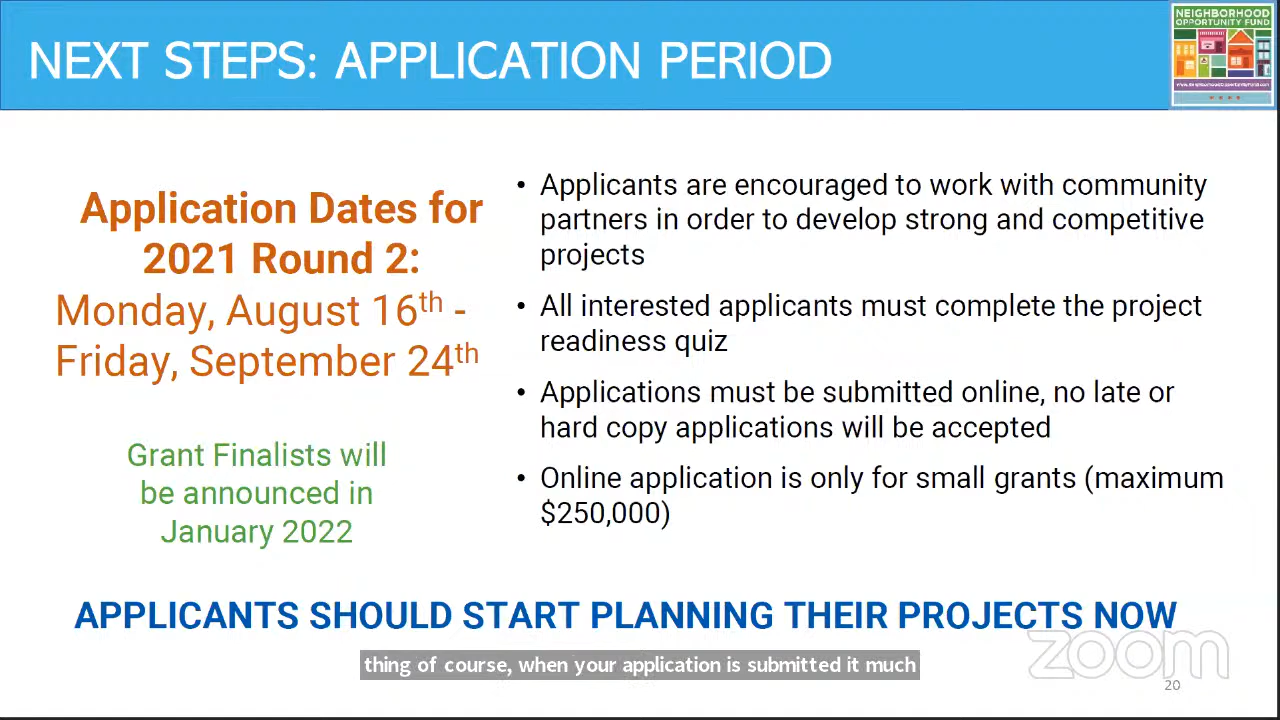 NEXT STEPS: APPLICATION PERIOD
NEIGHBORHOOD
OPPORTUNITY FUND
www.neighborhoodopportunityfund.com
Application Dates for
2021 Round 2:
Monday, August 16th -
Friday, September 24th
Grant Finalists will
be announced in
January 2022
• Applicants are encouraged to work with community
partners in order to develop strong and competitive
projects
• All interested applicants must complete the project
readiness quiz
• Applications must be submitted online, no late or
hard copy applications will be accepted
• Online application is only for small grants (maximum
$250,000)
APPLICANTS SHOULD START PLANNING THEIR PROJECTS NOW
zoom
thing of course, when your application is submitted it much
20